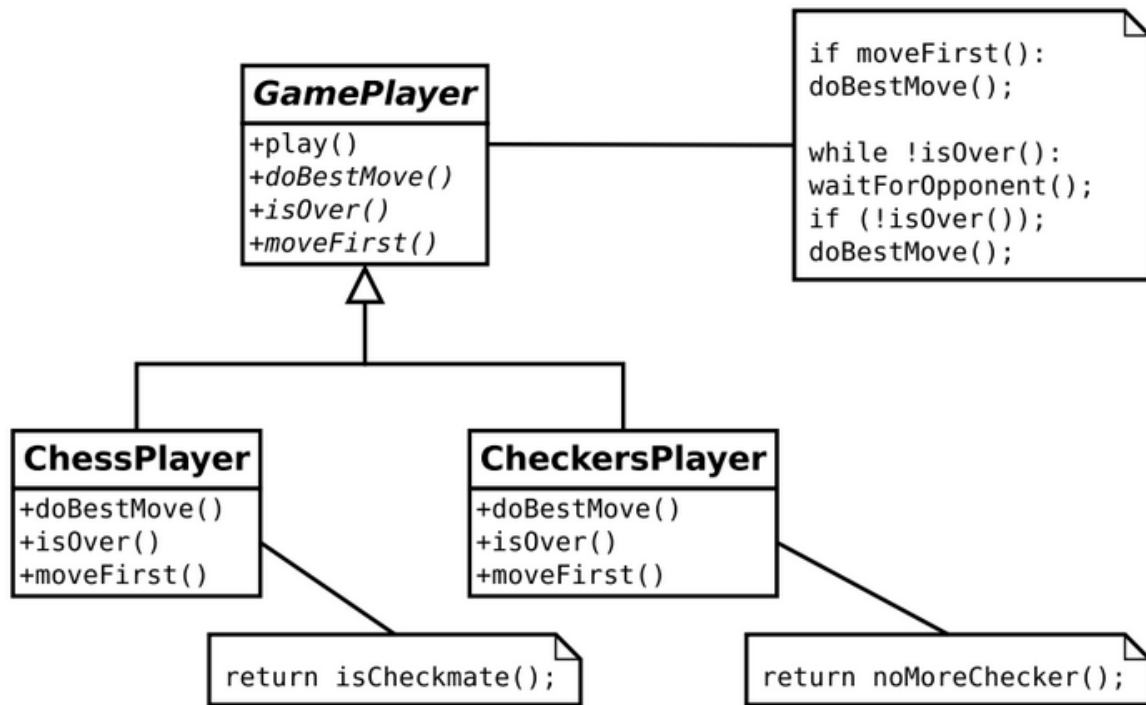 GamePlayer
+play()
+doBestMove()
+isOver()
+moveFirst()
if moveFirst():
doBestMove();
while !isOver():
waitForOpponent();
if (!isOver());
doBestMove();
ChessPlayer
+doBestMove()
+isOver()
+moveFirst()
return isCheckmate();
CheckersPlayer
+doBestMove()
+isOver()
+moveFirst()
return noMoreChecker();